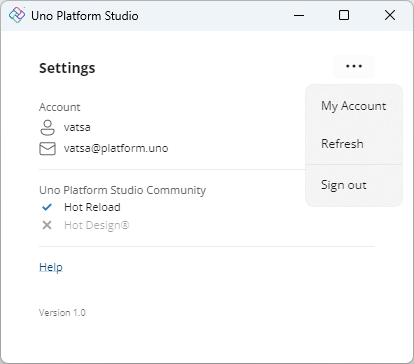 Uno Platform Studio
Settings
My Account
Refresh
Sign out
Account
vatsa
vatsa@platform.uno
Uno Platform Studio Community
Hot Reload
Hot Design®
Help
Version 1.0